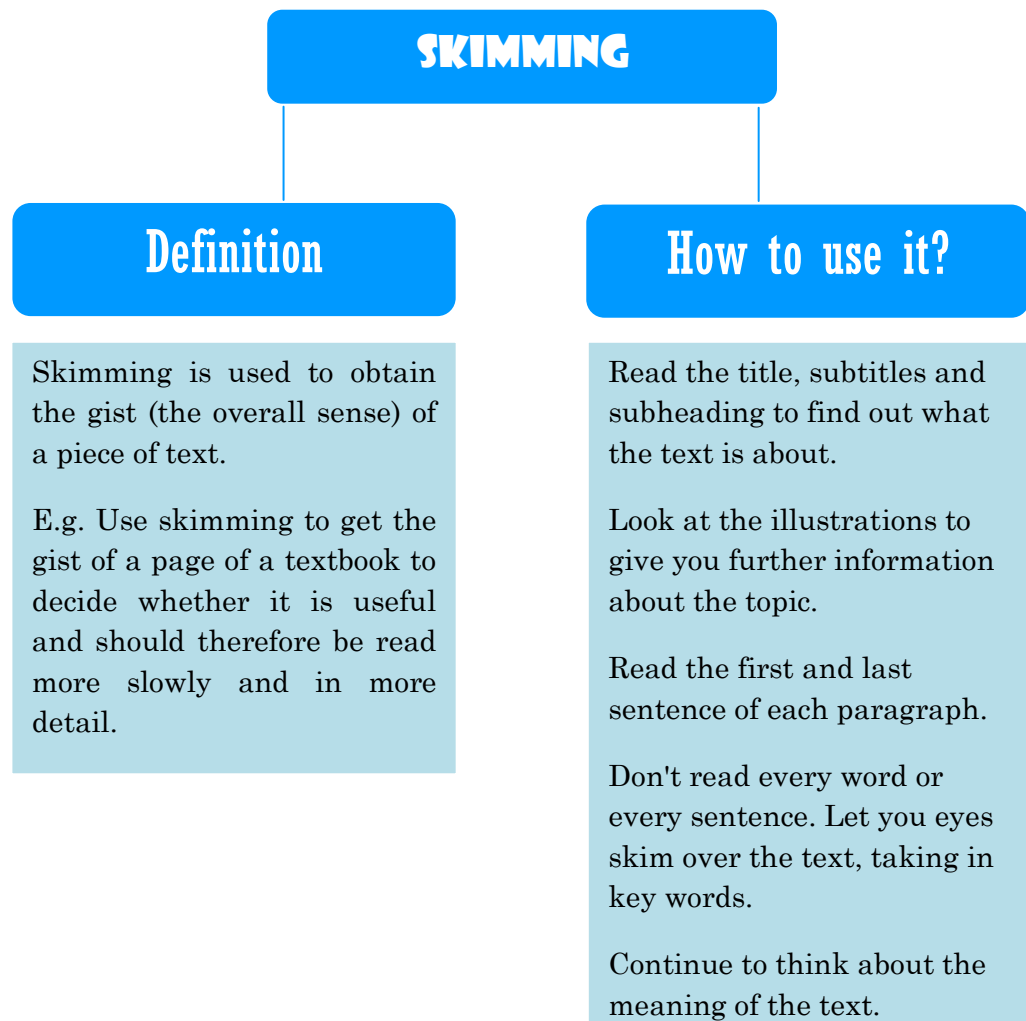 SKIMMING
Definition
Skimming is used to obtain
the gist (the overall sense) of
a piece of text.
E.g. Use skimming to get the
gist of a page of a textbook to
decide whether it is useful
and should therefore be read
more slowly and in more
detail.
How to use it?
Read the title, subtitles and
subheading to find out what
the text is about.
Look at the illustrations to
give you further information
about the topic.
Read the first and last
sentence of each paragraph.
Don't read every word or
every sentence. Let you eyes
skim over the text, taking in
key words.
Continue to think about the
meaning of the text.